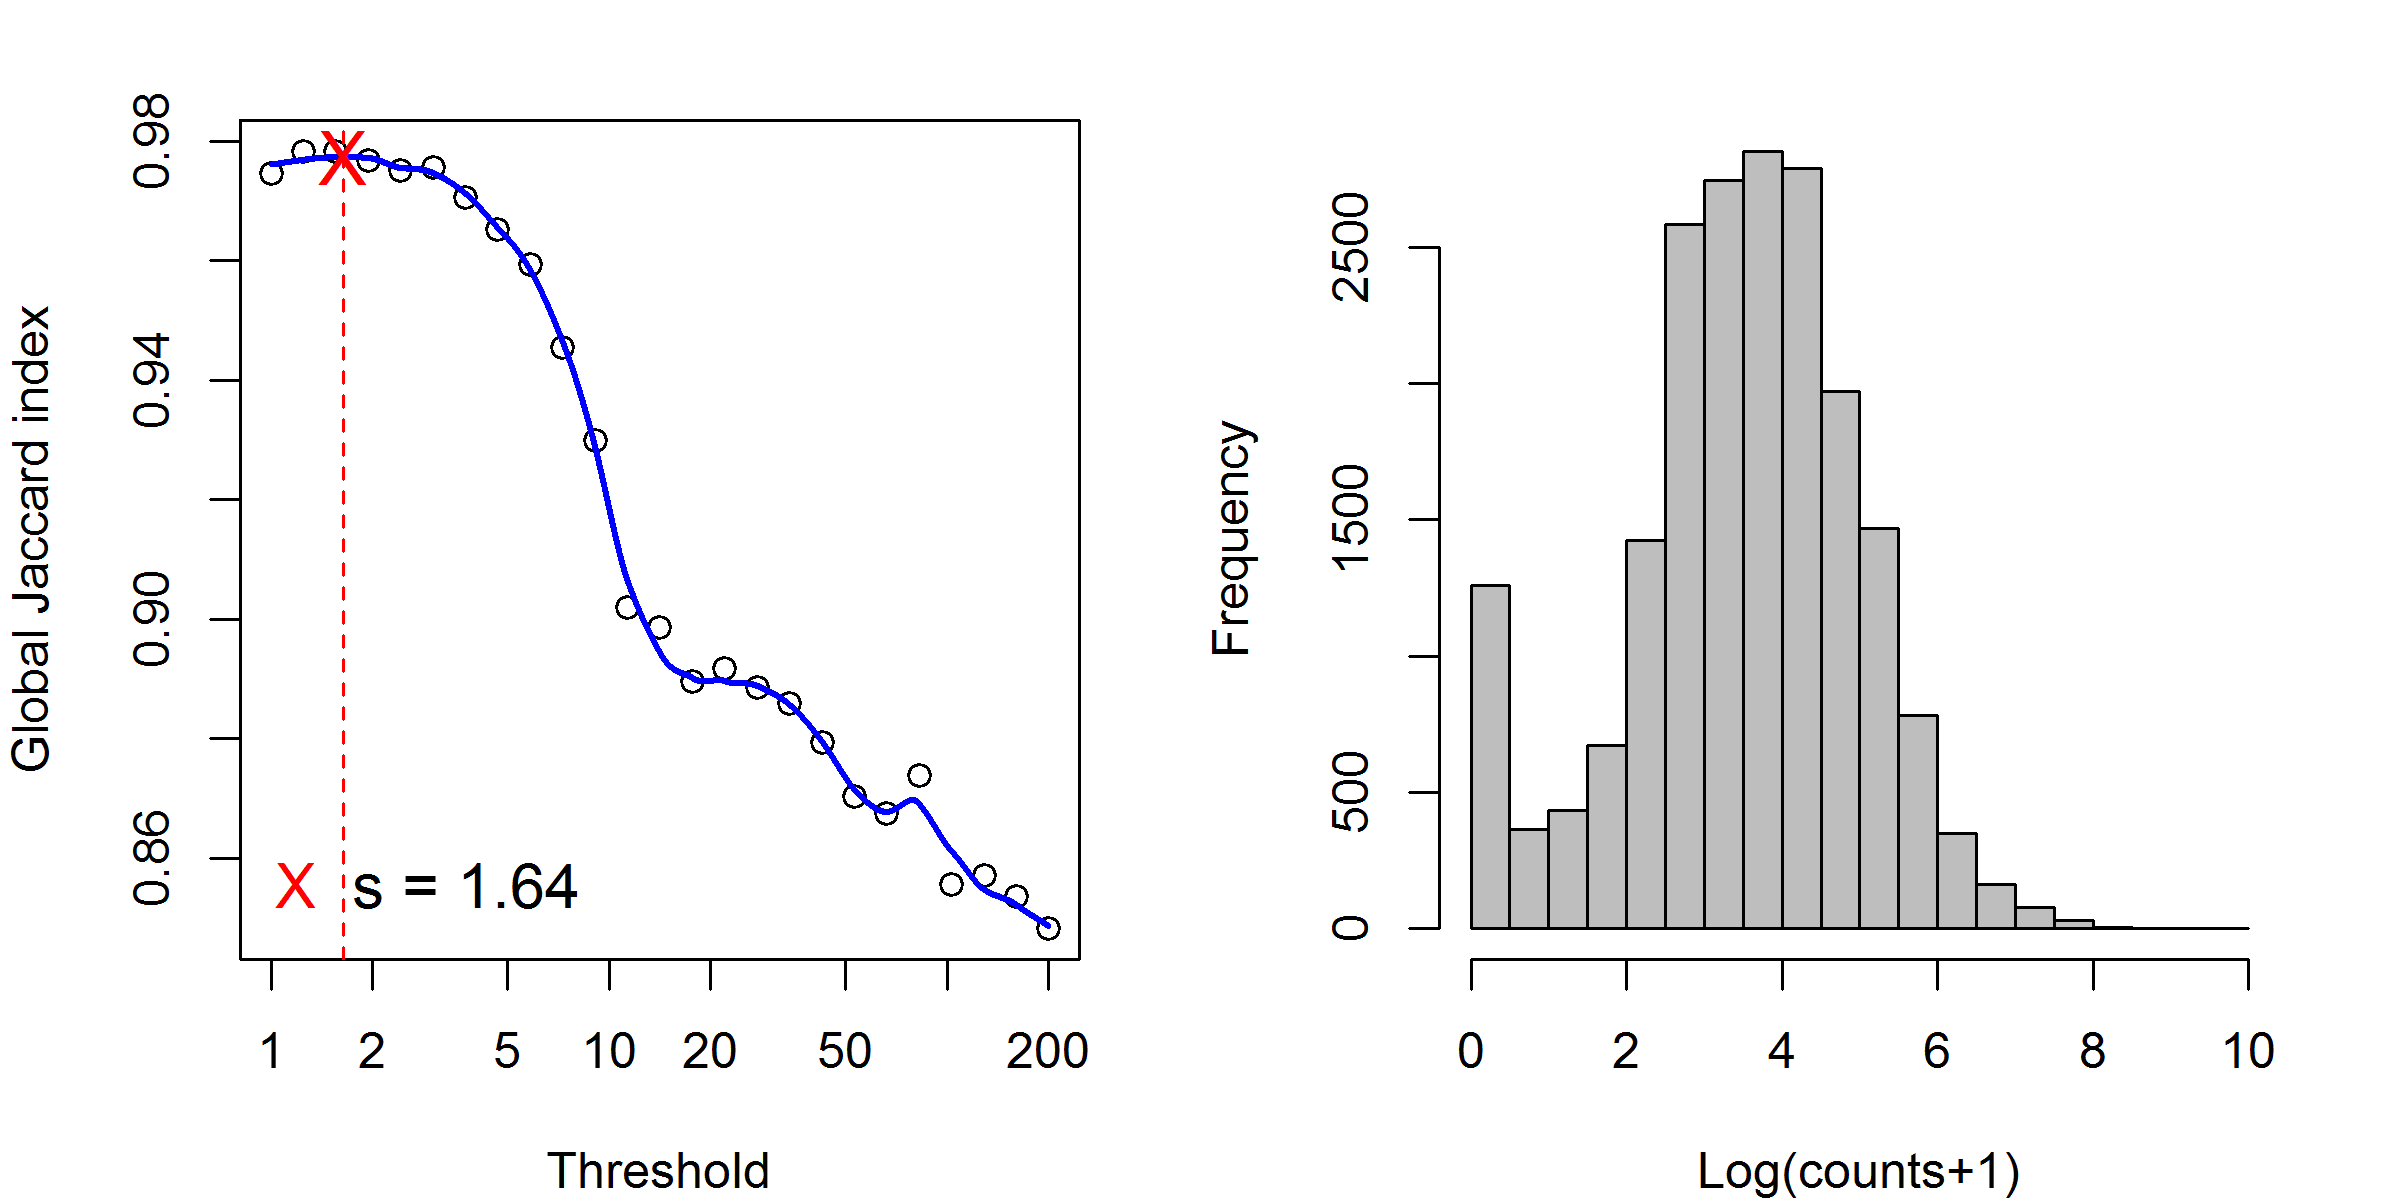 Global Jaccard index
0.98
0.94
0.90
0.86
X
X s = 1.64
1 2 5 10 20 50 200
Threshold
Frequency
2500
1500
500
0
0 2 4 6 8 10
Log(counts+1)